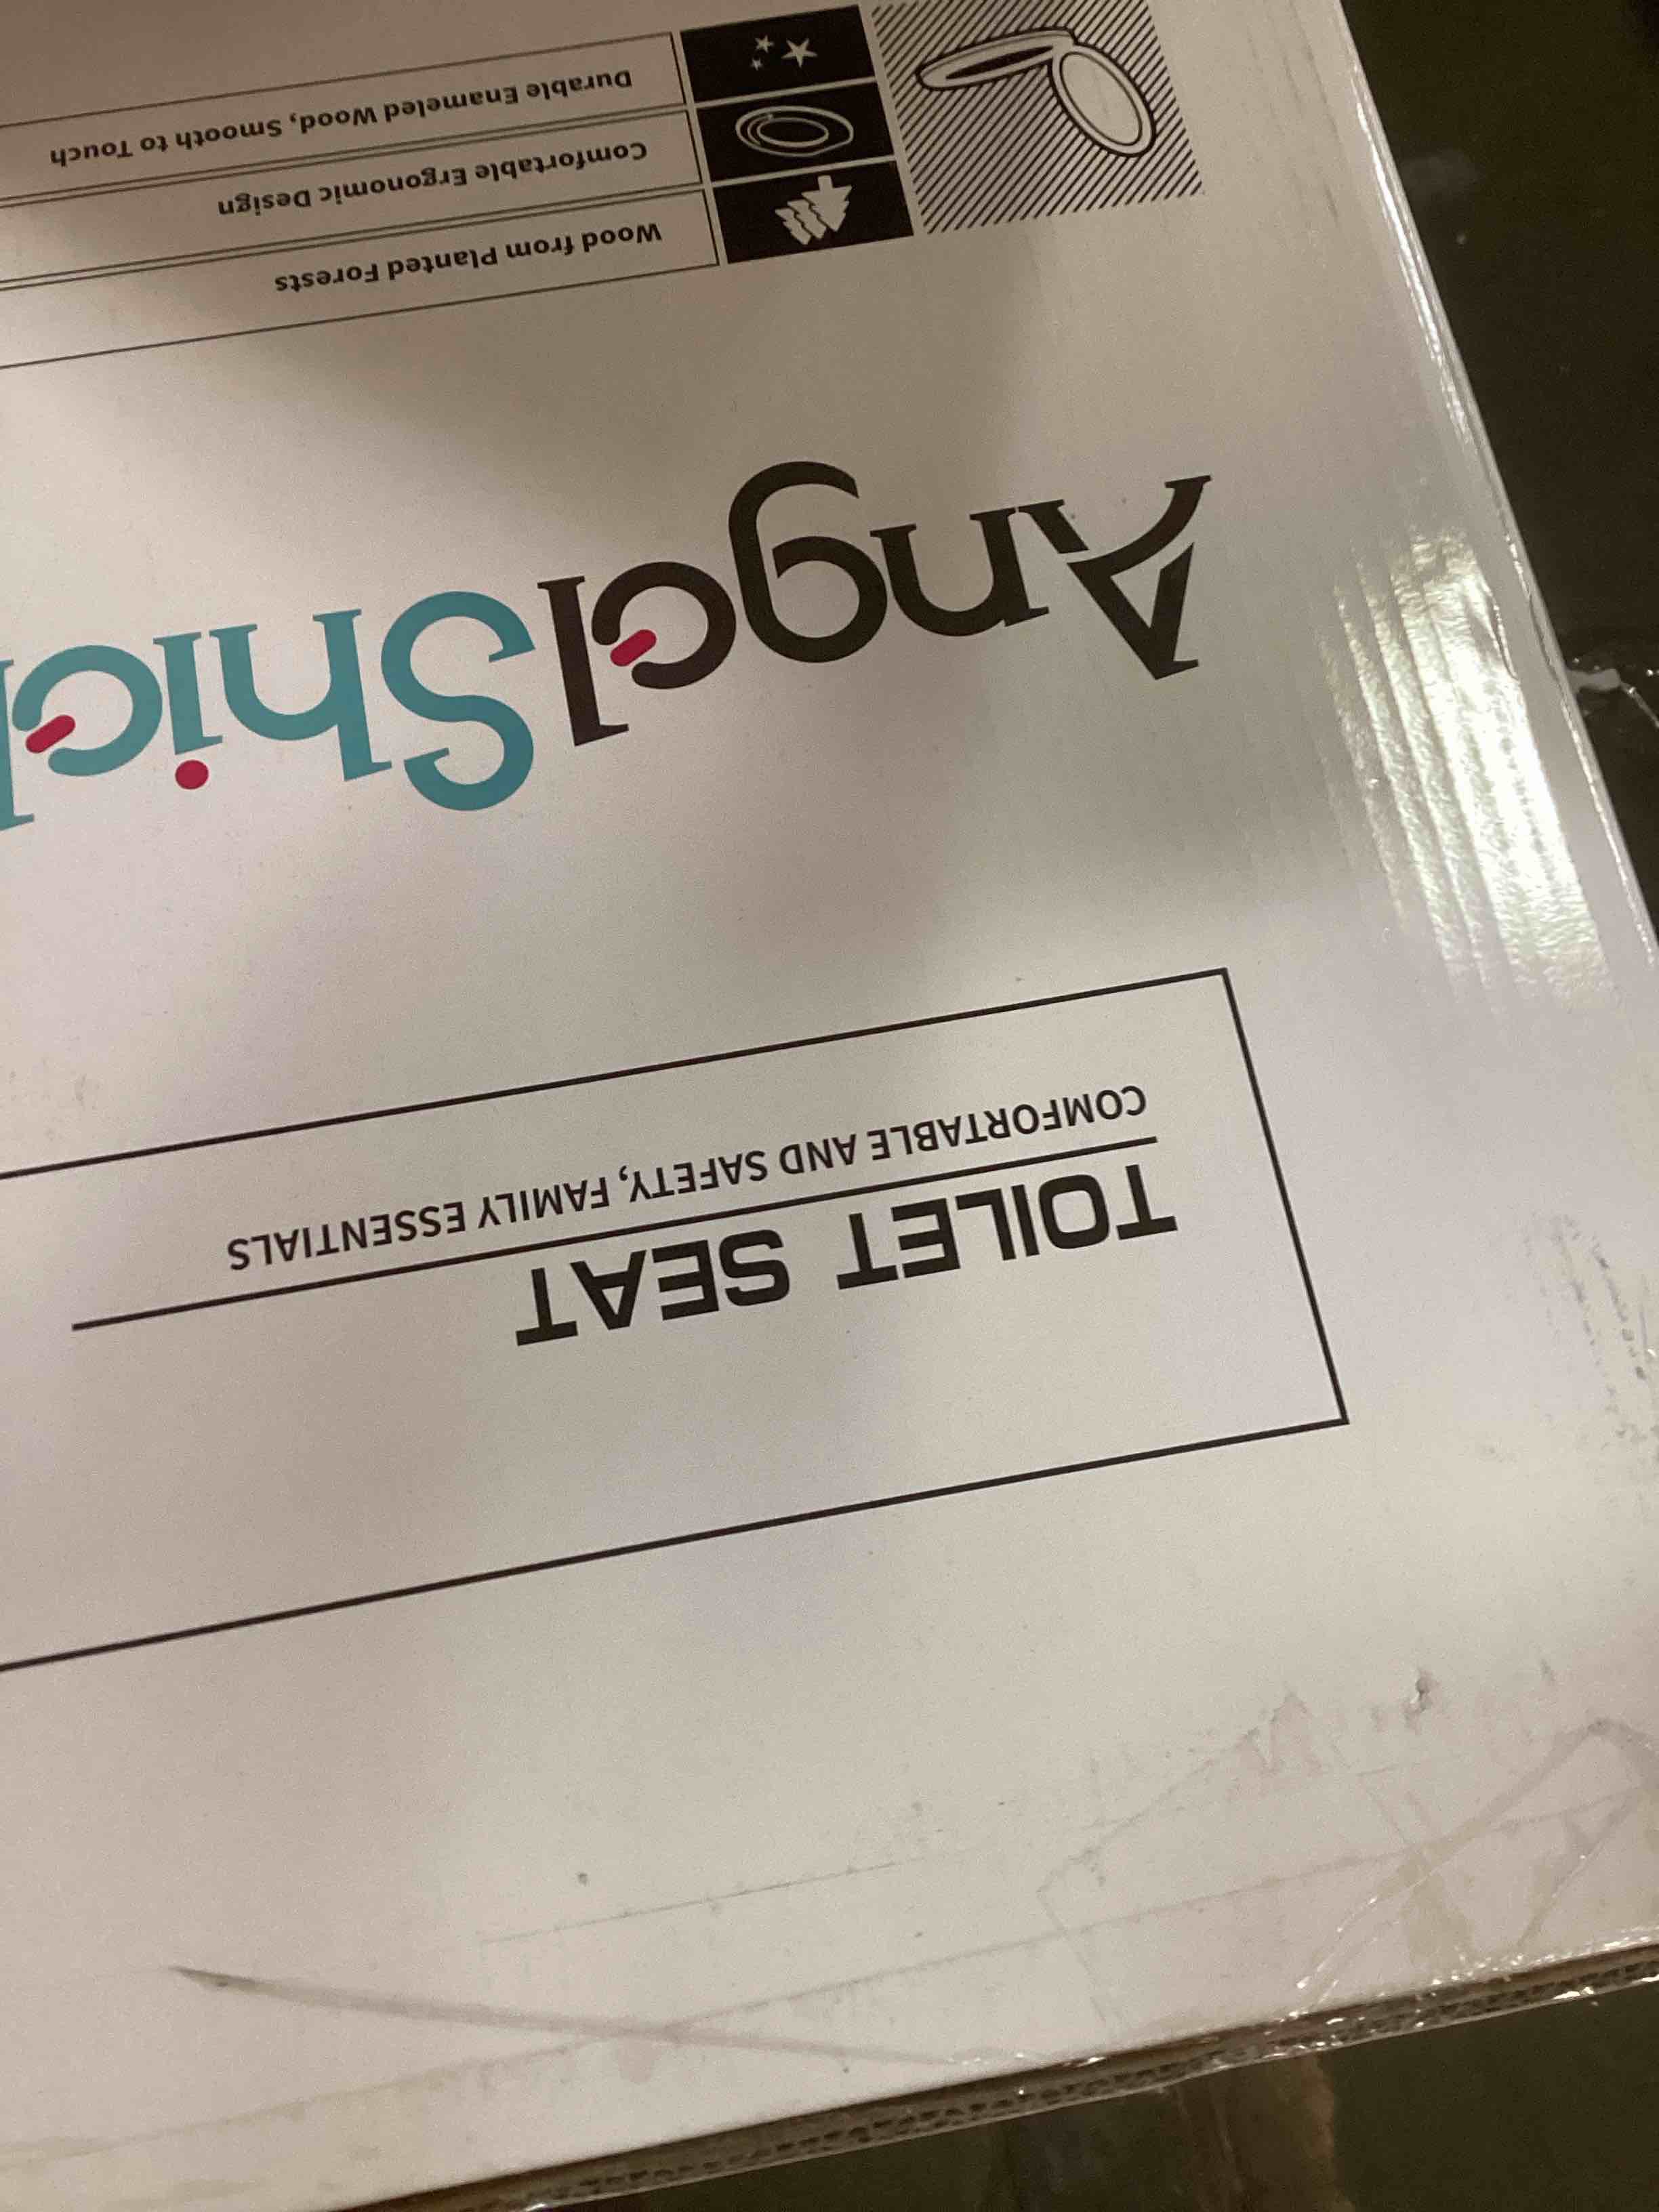 TOILET SEAT
COMFORTABLE AND SAFETY, FAMILY ESSENTIALS
AngelShiel
Wood from Planted Forests
Comfortable Ergonomic Design
Durable Enameled Wood, Smooth to Touch